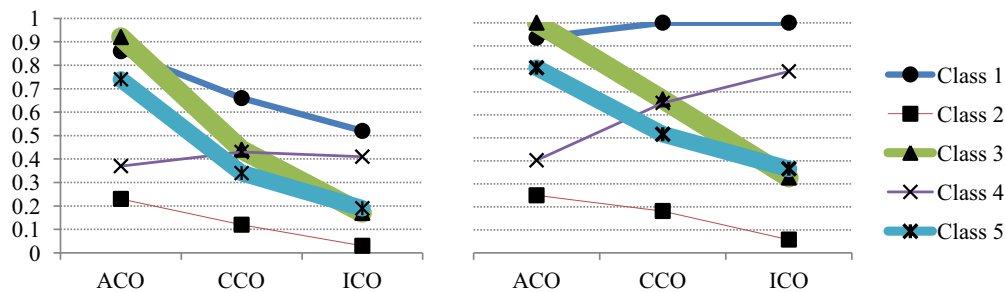 1
0.9
0.8
0.7
0.6
0.5
0.4
0.3
0.2
0.1
0
ACO CCO ICO
ACO CCO ICO
Class 1
Class 2
Class 3
Class 4
Class 5